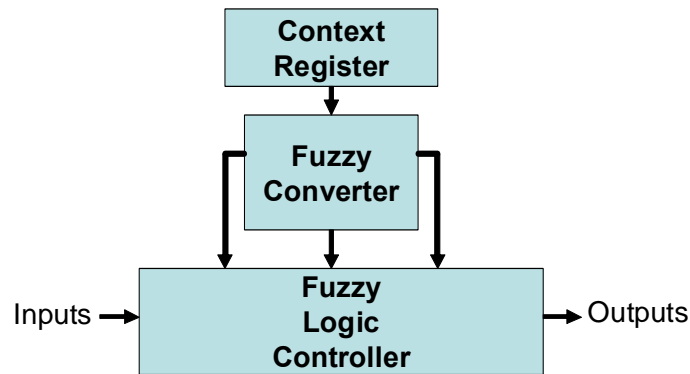 Context
Register
Fuzzy
Converter
Fuzzy
Logic
Controller
Inputs
Outputs